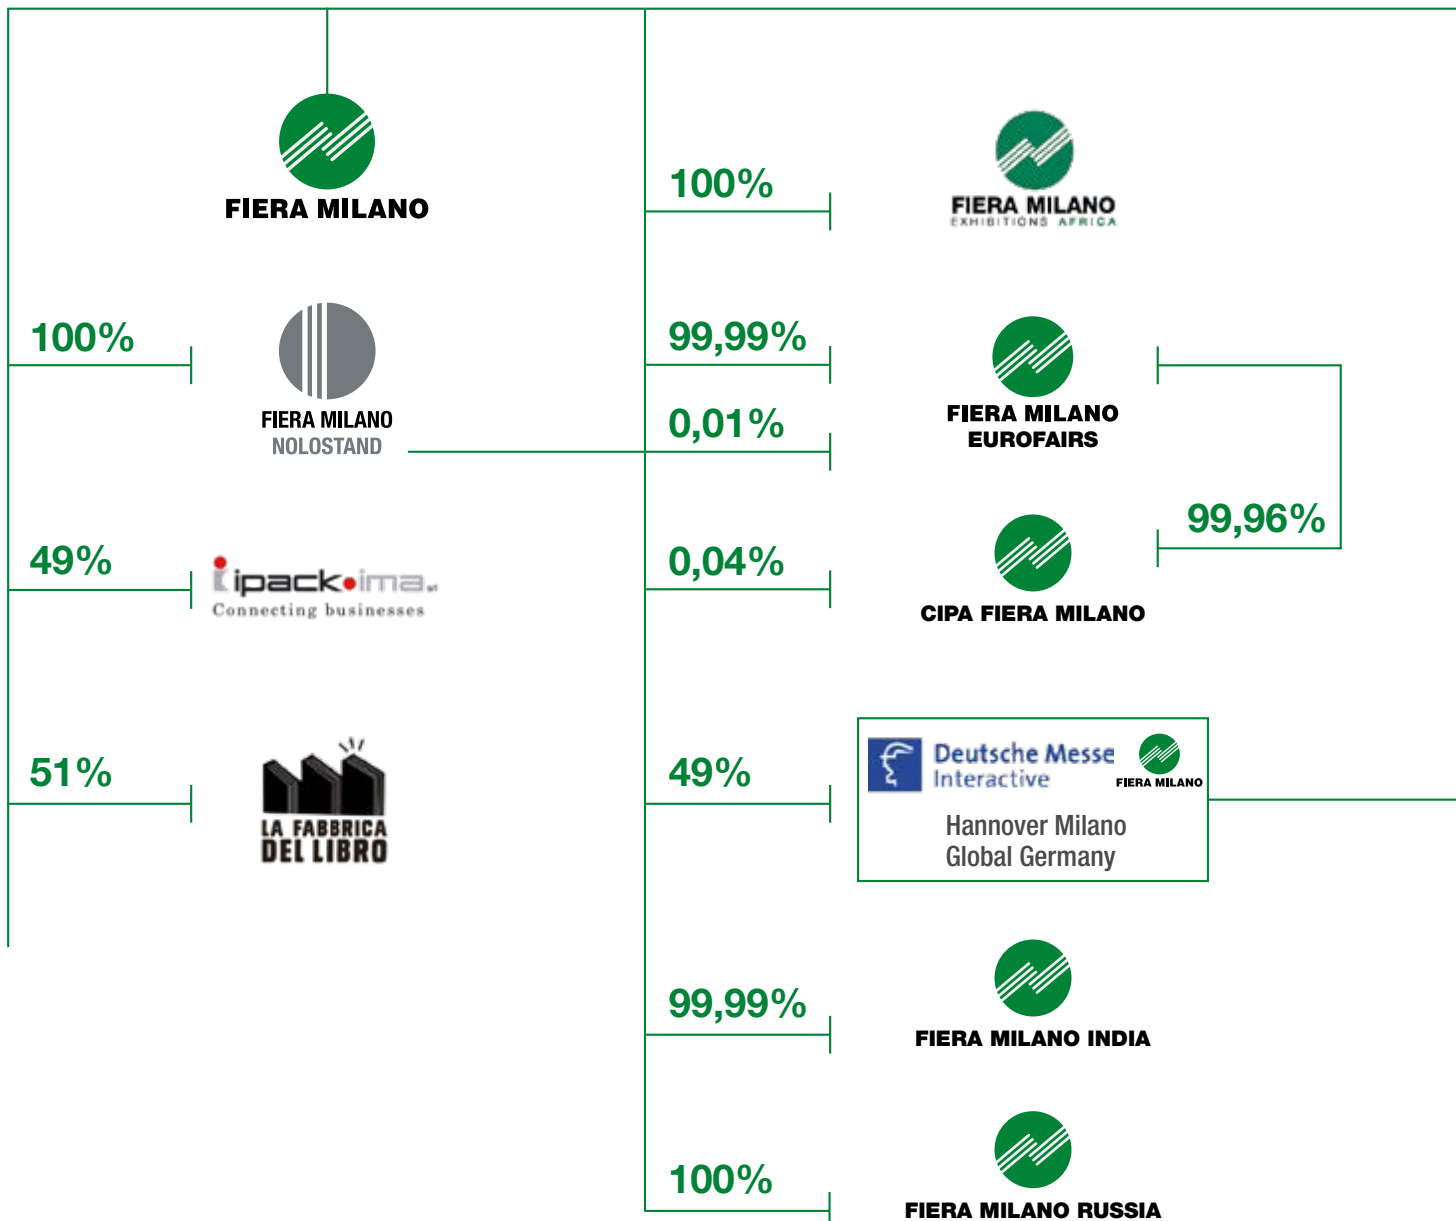 FIERA MILANO
100%
FIERA MILANO
NOLOSTAND
49%
ipack•ima srl
Connecting businesses
51%
LA FABBRICA
DEL LIBRO
100%
FIERA MILANO
EXHIBITIONS AFRICA
99,99%
0,01%
FIERA MILANO
EUROFAIRS
99,96%
0,04%
CIPA FIERA MILANO
49%
Deutsche Messe
Interactive
FIERA MILANO
Hannover Milano
Global Germany
99,99%
FIERA MILANO INDIA
100%
FIERA MILANO RUSSIA